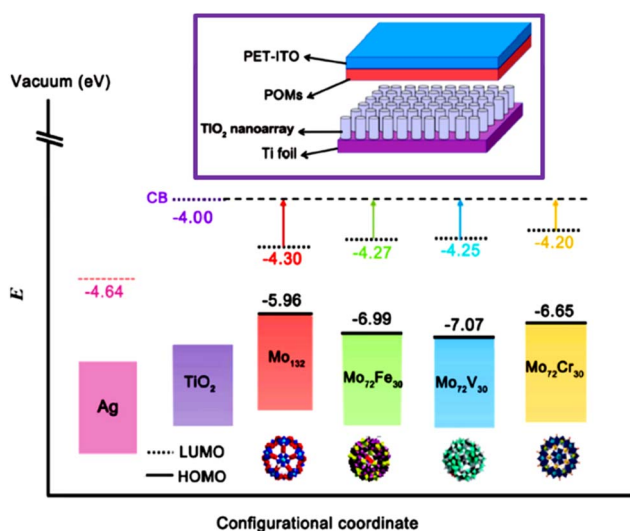 PET-ITO
POMs
TiO₂ nanoarray
Ti foil
Vacuum (eV)
E
CB
-4.00
-4.30
-4.27
-4.25
-4.20
-4.64
-5.96
-6.99
-7.07
-6.65
Ag
TiO₂
Mo₁₃₂
Mo₇₂Fe₃₀
Mo₇₂V₃₀
Mo₇₂Cr₃₀
LUMO
HOMO
Configurational coordinate